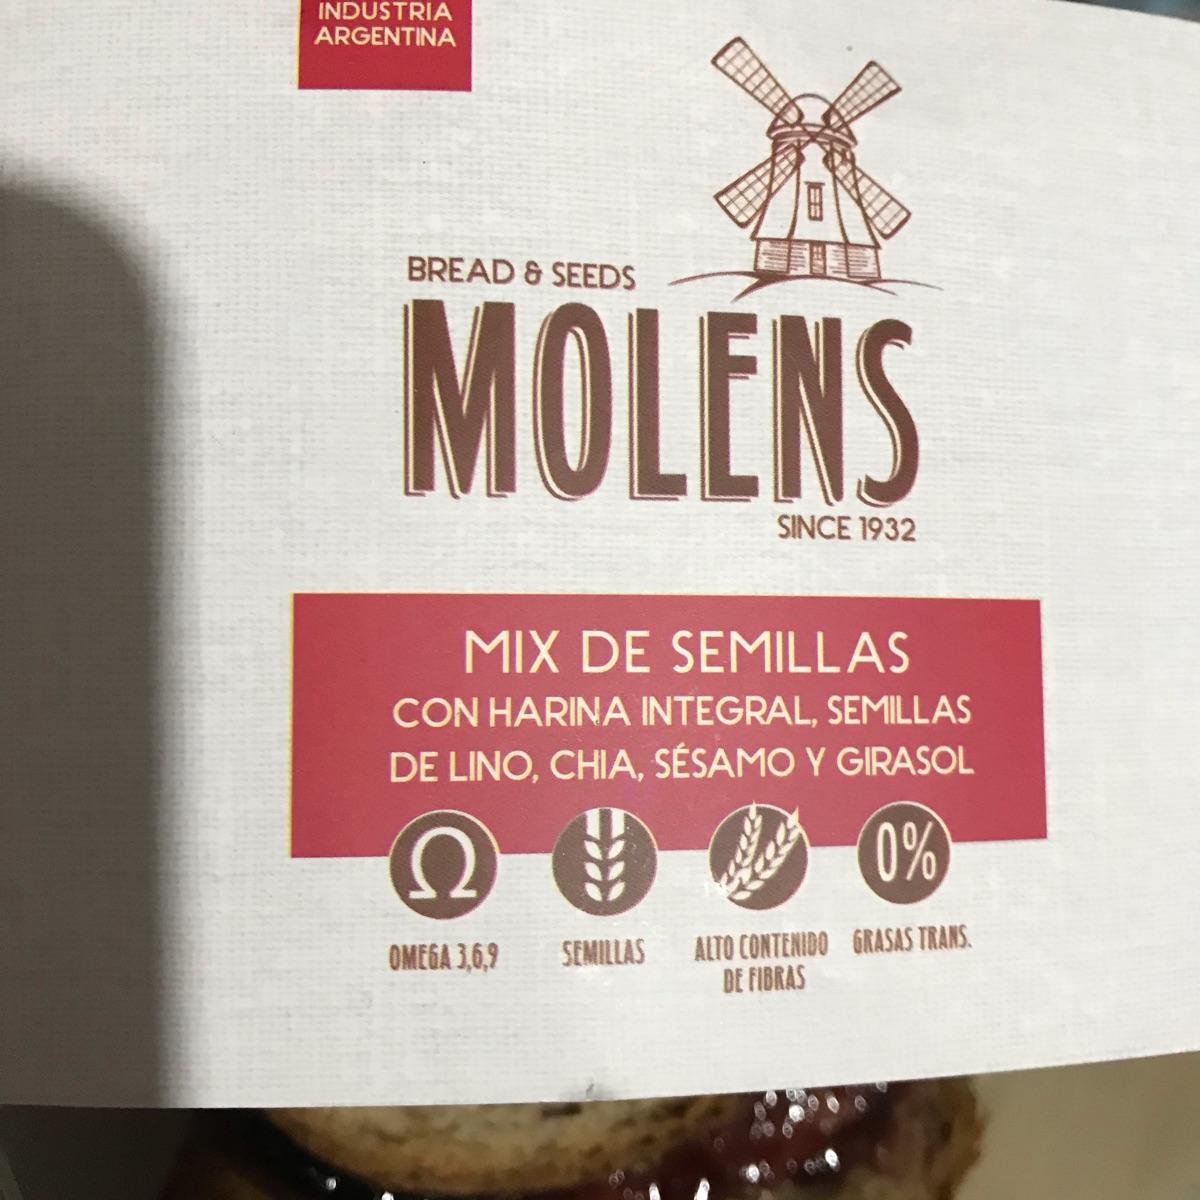 INDUSTRIA
ARGENTINA
BREAD & SEEDS
MOLENS
SINCE 1932
MIX DE SEMILLAS
CON HARINA INTEGRAL, SEMILLAS
DE LINO, CHIA, SÉSAMO Y GIRASOL
Ω
0%
OMEGA 3,6,9
SEMILLAS
ALTO CONTENIDO
DE FIBRAS
GRASAS TRANS.